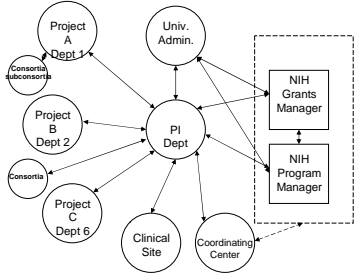 Project
A
Dept 1
Consortia
subconsortia
Univ.
Admin.
NIH
Grants
Manager
Project
B
Dept 2
PI
Dept
NIH
Program
Manager
Consortia
Project
C
Dept 6
Clinical
Site
Coordinating
Center